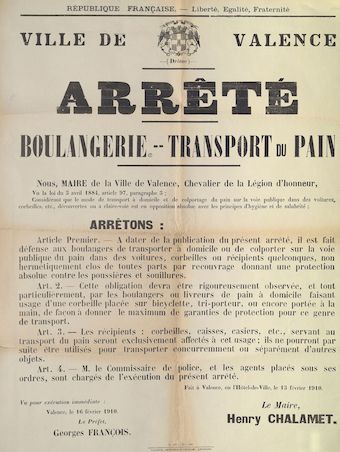 RÉPUBLIQUE FRANÇAISE. — Liberté, Egalité, Fraternité
VILLE DE VALENCE
(Drôme)
ARRÊTÉ
BOULANGERIE.-- TRANSPORT DU PAIN
Nous, MAIRE de la Ville de Valence, Chevalier de la Légion d'honneur,
Vu la loi du 5 avril 1884, article 97, paragraphe 5 ;
Considérant que le mode de transport à domicile et de colportage du pain sur la voie publique dans des voitures,
corbeilles, etc., découvertes ou à claire-voie est en opposition absolue avec les principes d'hygiène et de salubrité ;
ARRÊTONS :
Article Premier. — A dater de la publication du présent arrêté, il est fait
défense aux boulangers de transporter à domicile ou de colporter sur la voie
publique du pain dans des voitures, corbeilles ou récipients quelconques, non
hermétiquement clos de toutes parts par recouvrage donnant une protection
absolue contre les poussières et souillures.
Art. 2. — Cette obligation devra être rigoureusement observée, et tout
particulièrement, par les boulangers ou livreurs de pain à domicile faisant
usage d'une corbeille placée sur bicyclette, tri-porteur, ou encore portée à la
main, de façon à donner le maximum de garanties de protection pour ce genre
de transport.
Art. 3. — Les récipients : corbeilles, caisses, casiers, etc., servant au
transport du pain seront exclusivement affectés à cet usage ; ils ne pourront par
suite être utilisés pour transporter concurremment ou séparément d'autres
objets.
Art. 4. — M. le Commissaire de police, et les agents placés sous ses
ordres, sont chargés de l'exécution du présent arrêté.
Fait à Valence, en l'Hôtel-de-Ville, le 13 février 1910.
Vu pour exécution immédiate :
Valence, le 16 février 1910.
Le Préfet,
Georges FRANÇOIS.
Le Maire,
Henry CHALAMET.